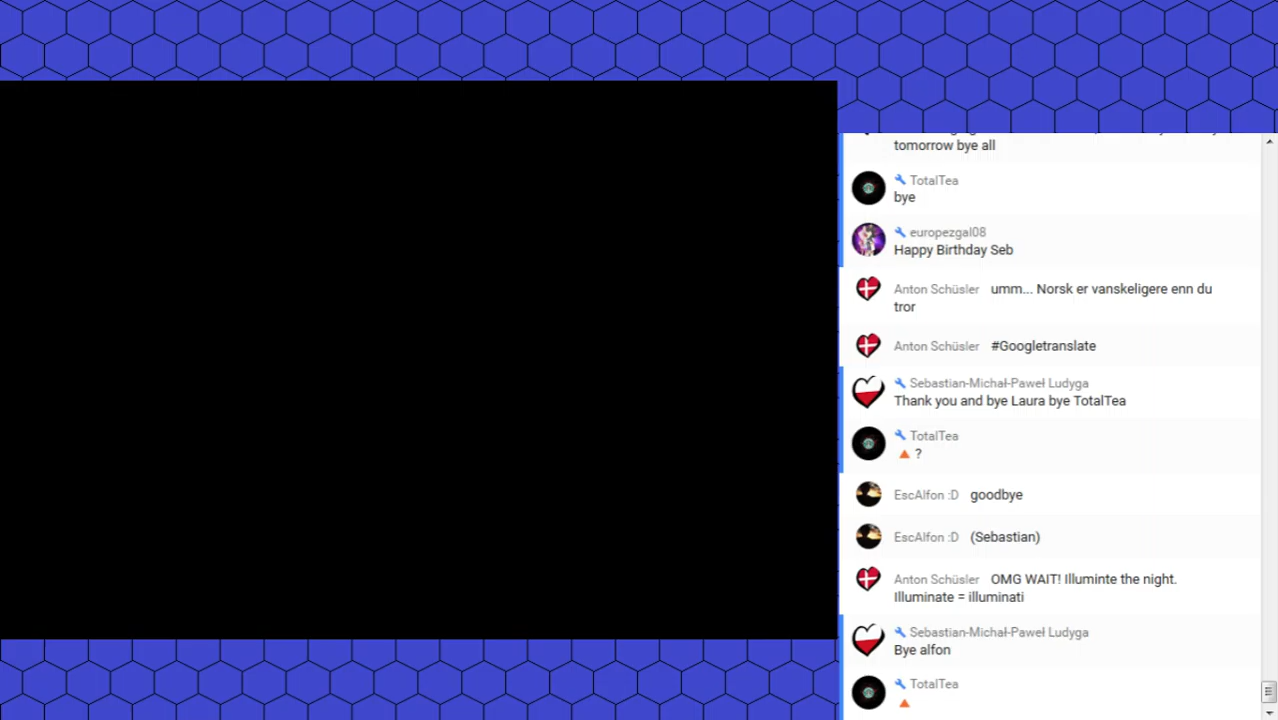 tomorrow bye all
TotalTea
bye
europezgal08
Happy Birthday Seb
Anton Schüsler umm... Norsk er vanskeligere enn du
tror
Anton Schüsler #Googletranslate
Sebastian-Michał-Paweł Ludyga
Thank you and bye Laura bye TotalTea
TotalTea
🔺 ?
EscAlfon :D goodbye
EscAlfon :D (Sebastian)
Anton Schüsler OMG WAIT! Illuminte the night.
Illuminate = illuminati
Sebastian-Michał-Paweł Ludyga
Bye alfon
TotalTea
🔺